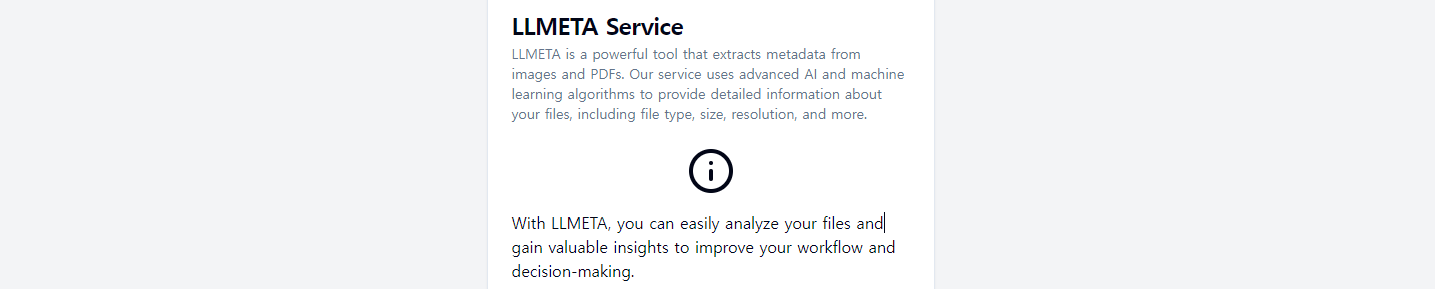 LLMETA Service
LLMETA is a powerful tool that extracts metadata from
images and PDFs. Our service uses advanced AI and machine
learning algorithms to provide detailed information about
your files, including file type, size, resolution, and more.
With LLMETA, you can easily analyze your files and
gain valuable insights to improve your workflow and
decision-making.